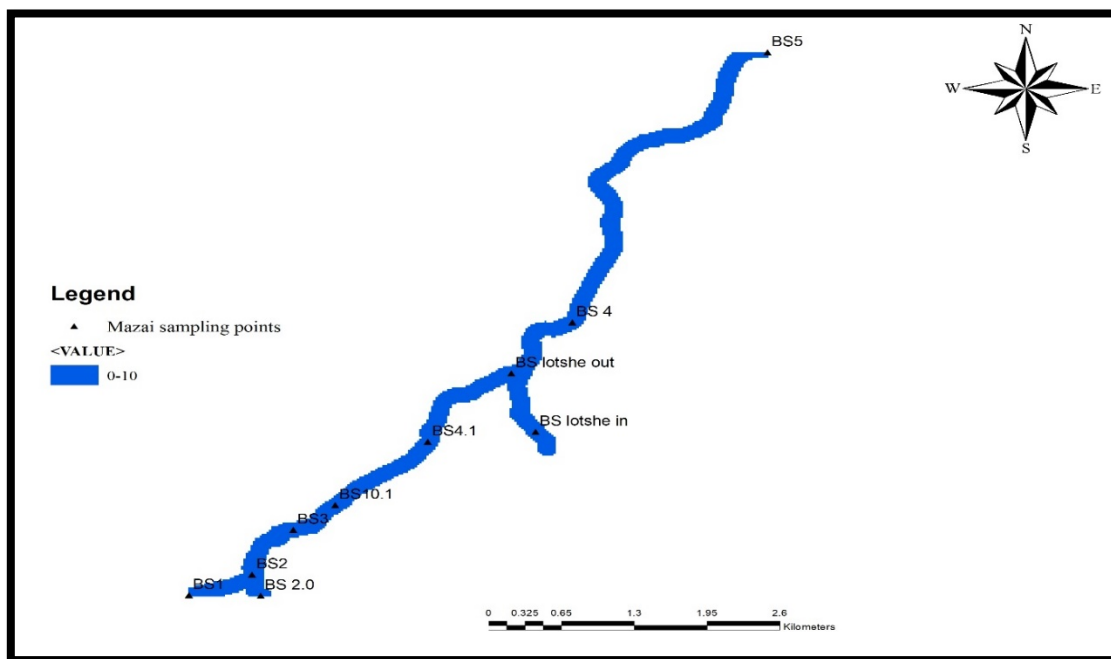 BS5
N
W
E
S
Legend
Mazai sampling points
<VALUE>
0-10
BS 4
BS lotshe out
BS lotshe in
BS4.1
BS10.1
BS3
BS2
BS1
BS 2.0
0 0.325 0.65 1.3 1.95 2.6
Kilometers